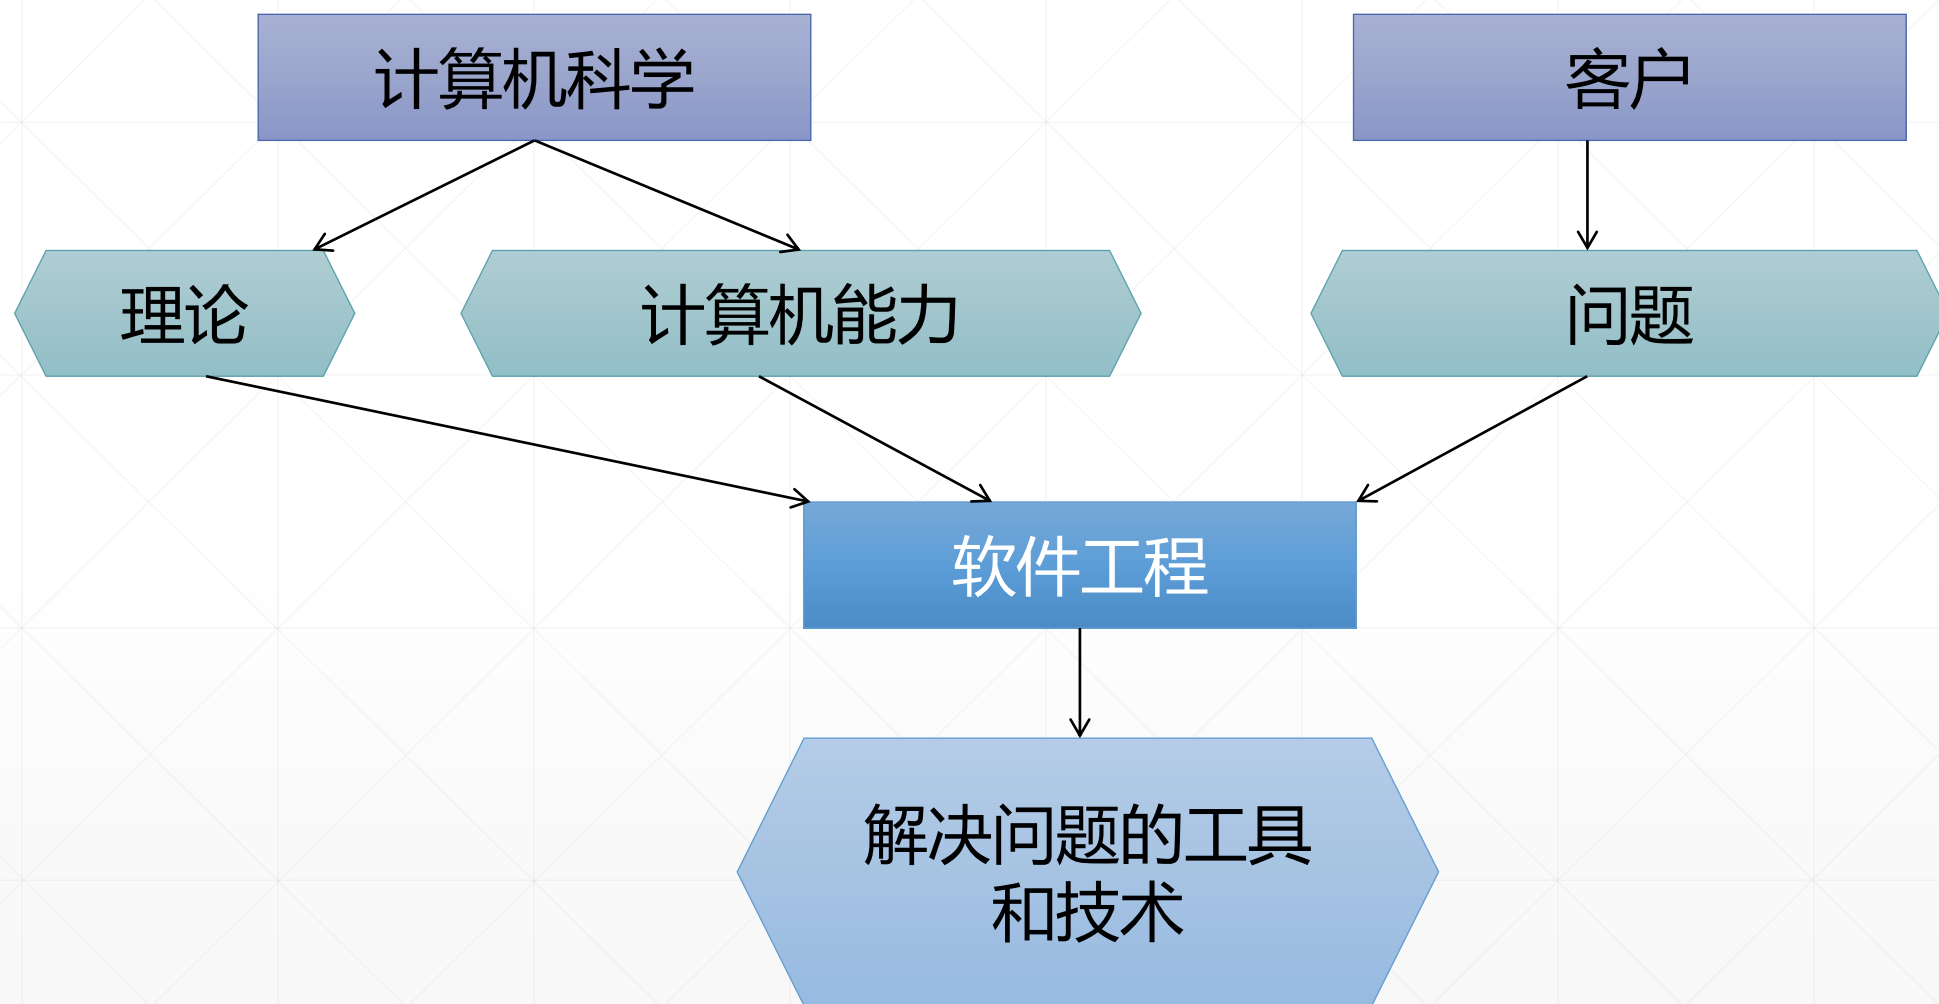 计算机科学
客户
理论
计算机能力
问题
软件工程
解决问题的工具
和技术